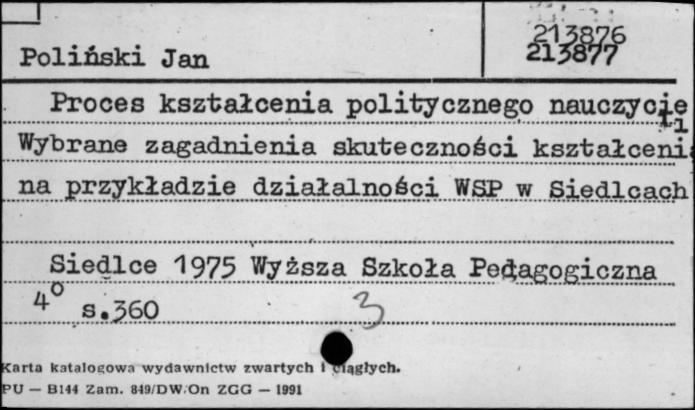 213876
213877
Poliński Jan
Proces kształcenia politycznego nauczycie
li
Wybrane zagadnienia skuteczności kształceni
na przykładzie działalności WSP w Siedlcach
Siedlce 1975 Wyższa Szkoła Pedagogiczna
4° s.360
3
Karta katalogowa wydawnictw zwartych i ciągłych.
PU — B144 Zam. 849/DW/On ZGG — 1991